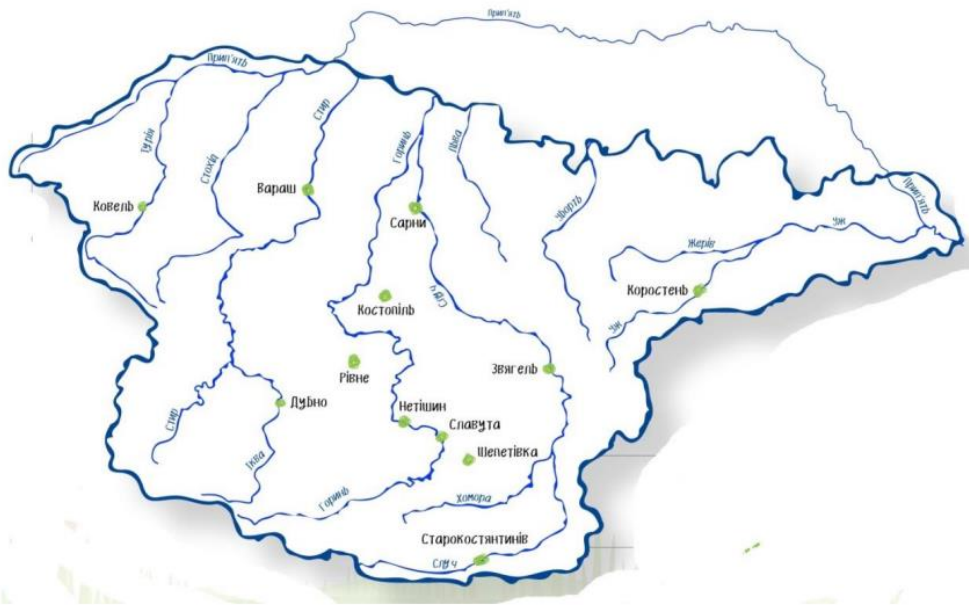 Прип'ять
Прип'ять
Турія
Стохід
Стир
Горинь
Льва
Ковель
Вараш
Сарни
Уборть
Прип'ять
Жерів
Уж
Коростень
Костопіль
Случ
Уж
Рівне
Звягель
Дубно
Стир
Нетішин
Славута
Іква
Шепетівка
Горинь
Хомора
Старокостянтинів
Случ